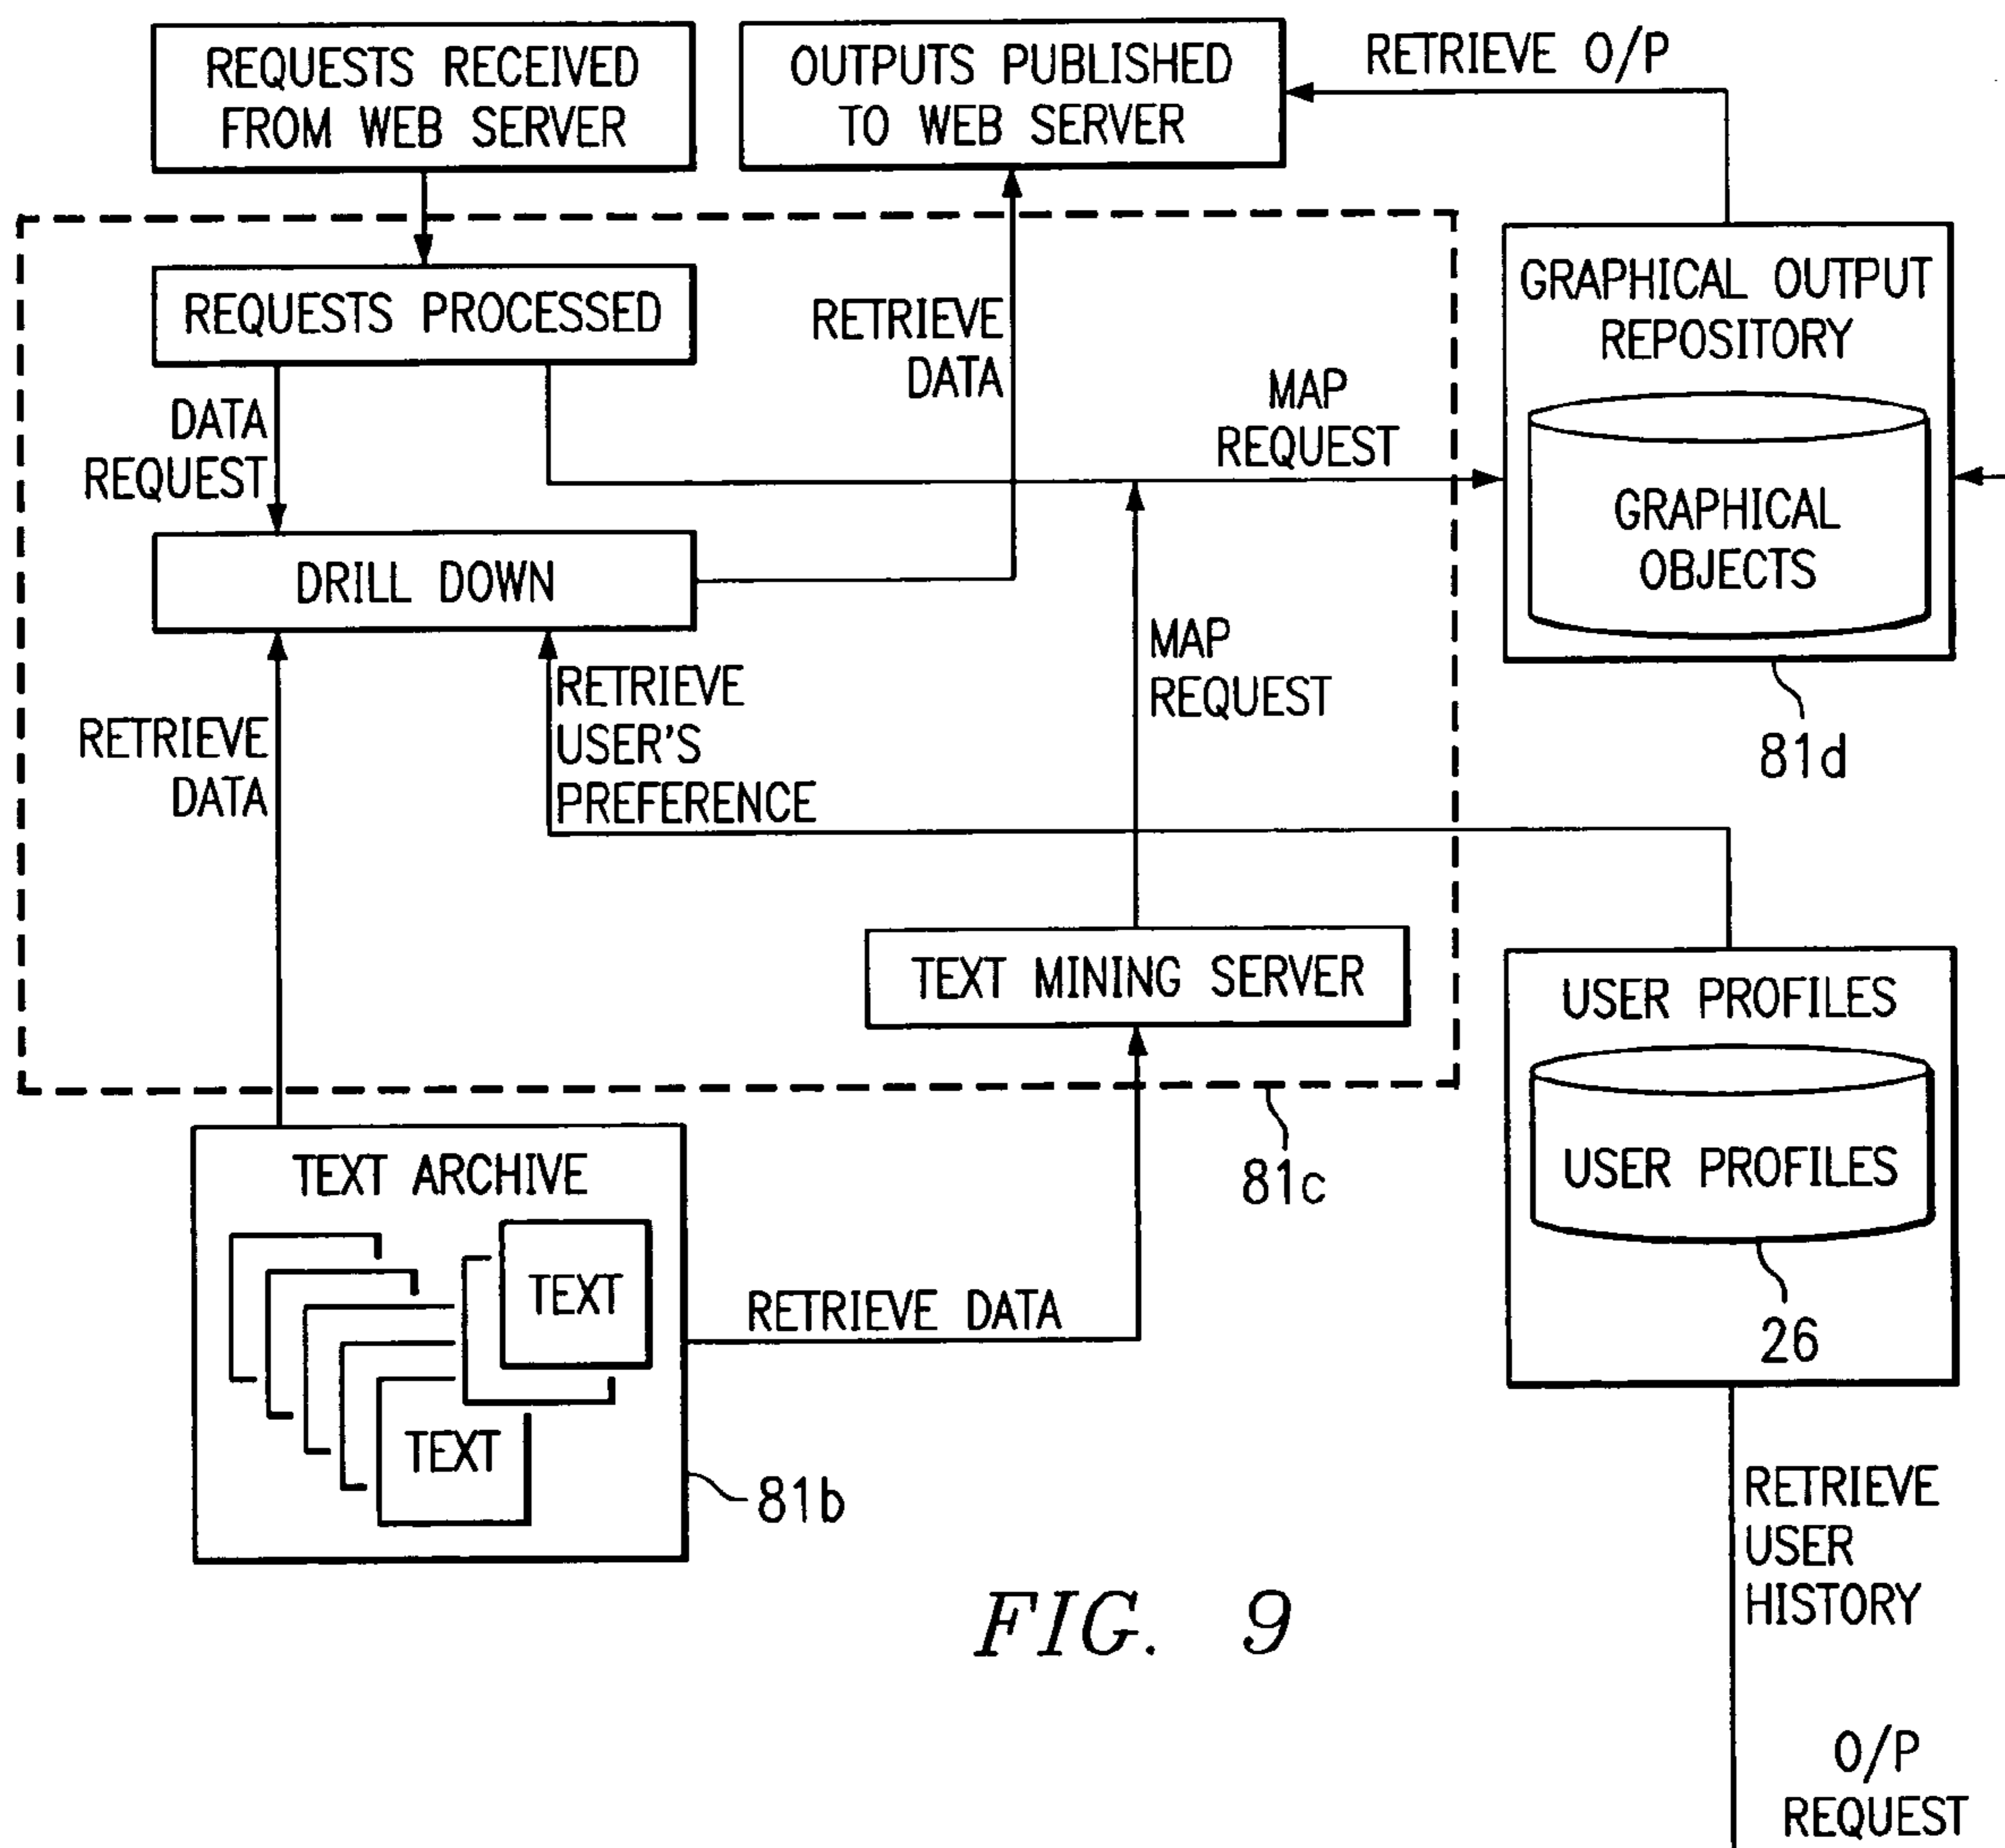 REQUESTS RECEIVED
FROM WEB SERVER
OUTPUTS PUBLISHED
TO WEB SERVER
RETRIEVE O/P
REQUESTS PROCESSED
RETRIEVE
DATA
GRAPHICAL OUTPUT
REPOSITORY
DATA
REQUEST
MAP
REQUEST
GRAPHICAL
OBJECTS
DRILL DOWN
RETRIEVE
DATA
RETRIEVE
USER'S
PREFERENCE
MAP
REQUEST
81d
TEXT MINING SERVER
USER PROFILES
USER PROFILES
26
81c
TEXT ARCHIVE
TEXT
TEXT
RETRIEVE DATA
81b
RETRIEVE
USER
HISTORY
FIG. 9
O/P
REQUEST